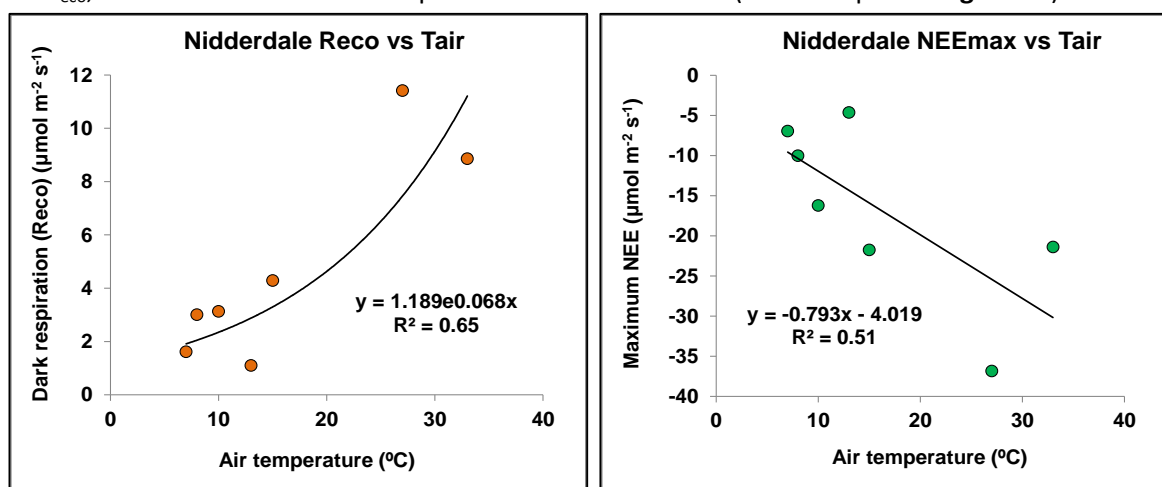 Nidderdale Reco vs Tair
Dark respiration (Reco) (µmol m⁻² s⁻¹)
12
10
8
6
4
2
0
y = 1.189e0.068x
R² = 0.65
0 10 20 30 40
Air temperature (ºC)
Nidderdale NEEmax vs Tair
Maximum NEE (µmol m⁻² s⁻¹)
0
-5
-10
-15
-20
-25
-30
-35
-40
y = -0.793x - 4.019
R² = 0.51
0 10 20 30 40
Air temperature (ºC)